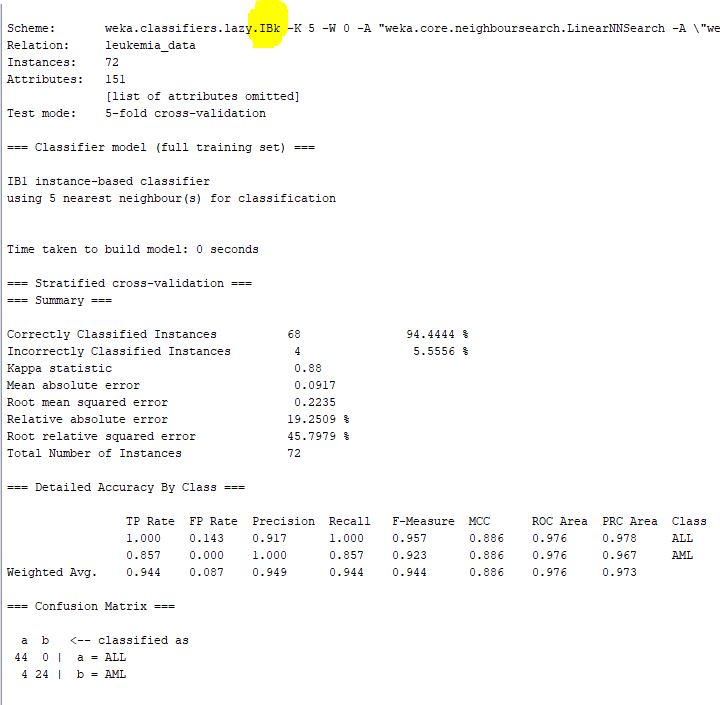 Scheme: weka.classifiers.lazy.IBk -K 5 -W 0 -A "weka.core.neighboursearch.LinearNNSearch -A \"we
Relation: leukemia_data
Instances: 72
Attributes: 151
[list of attributes omitted]
Test mode: 5-fold cross-validation
=== Classifier model (full training set) ===
IB1 instance-based classifier
using 5 nearest neighbour(s) for classification
Time taken to build model: 0 seconds
=== Stratified cross-validation ===
=== Summary ===
Correctly Classified Instances 68 94.4444 %
Incorrectly Classified Instances 4 5.5556 %
Kappa statistic 0.88
Mean absolute error 0.0917
Root mean squared error 0.2235
Relative absolute error 19.2509 %
Root relative squared error 45.7979 %
Total Number of Instances 72
=== Detailed Accuracy By Class ===
TP Rate FP Rate Precision Recall F-Measure MCC ROC Area PRC Area Class
1.000 0.143 0.917 1.000 0.957 0.886 0.976 0.978 ALL
0.857 0.000 1.000 0.857 0.923 0.886 0.976 0.967 AML
Weighted Avg. 0.944 0.087 0.949 0.944 0.944 0.886 0.976 0.973
=== Confusion Matrix ===
a b <-- classified as
44 0 | a = ALL
4 24 | b = AML